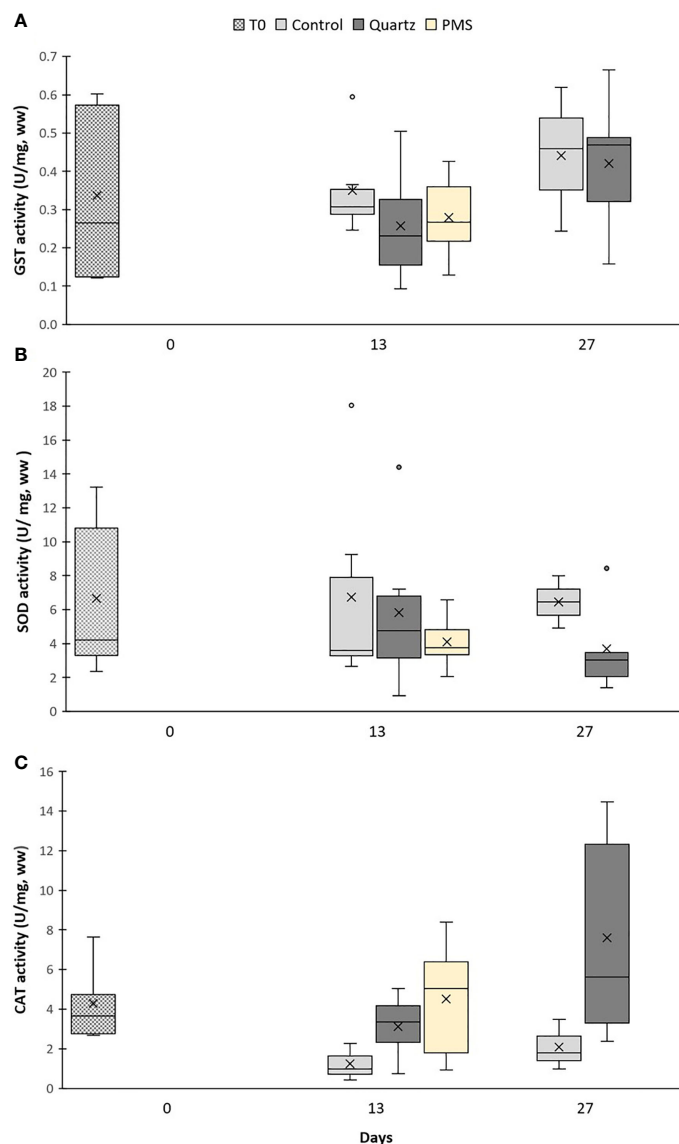 A
T0 Control Quartz PMS
0.7
0.6
0.5
0.4
0.3
0.2
0.1
0.0
GST activity (U/mg, ww)
0 13 27
B
20
18
16
14
12
10
8
6
4
2
0
SOD activity (U/ mg, ww )
0 13 27
C
16
14
12
10
8
6
4
2
0
CAT activity (U/mg, ww)
0 13 27
Days